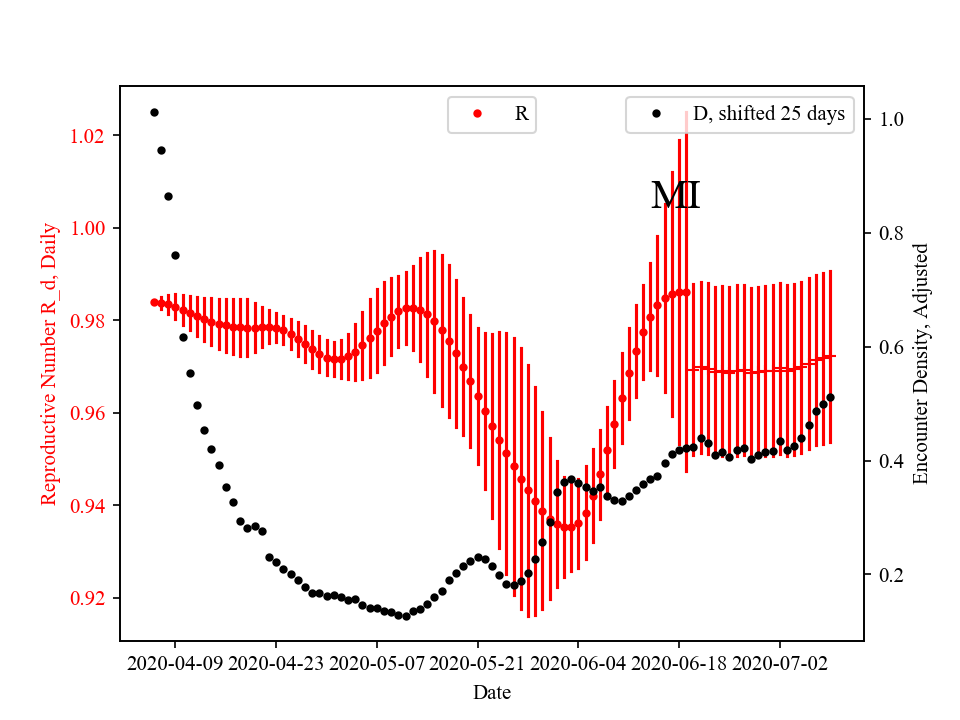 R
D, shifted 25 days
MI
1.02
1.00
0.98
0.96
0.94
0.92
Reproductive Number R_d, Daily
1.0
0.8
0.6
0.4
0.2
Encounter Density, Adjusted
2020-04-09 2020-04-23 2020-05-07 2020-05-21 2020-06-04 2020-06-18 2020-07-02
Date